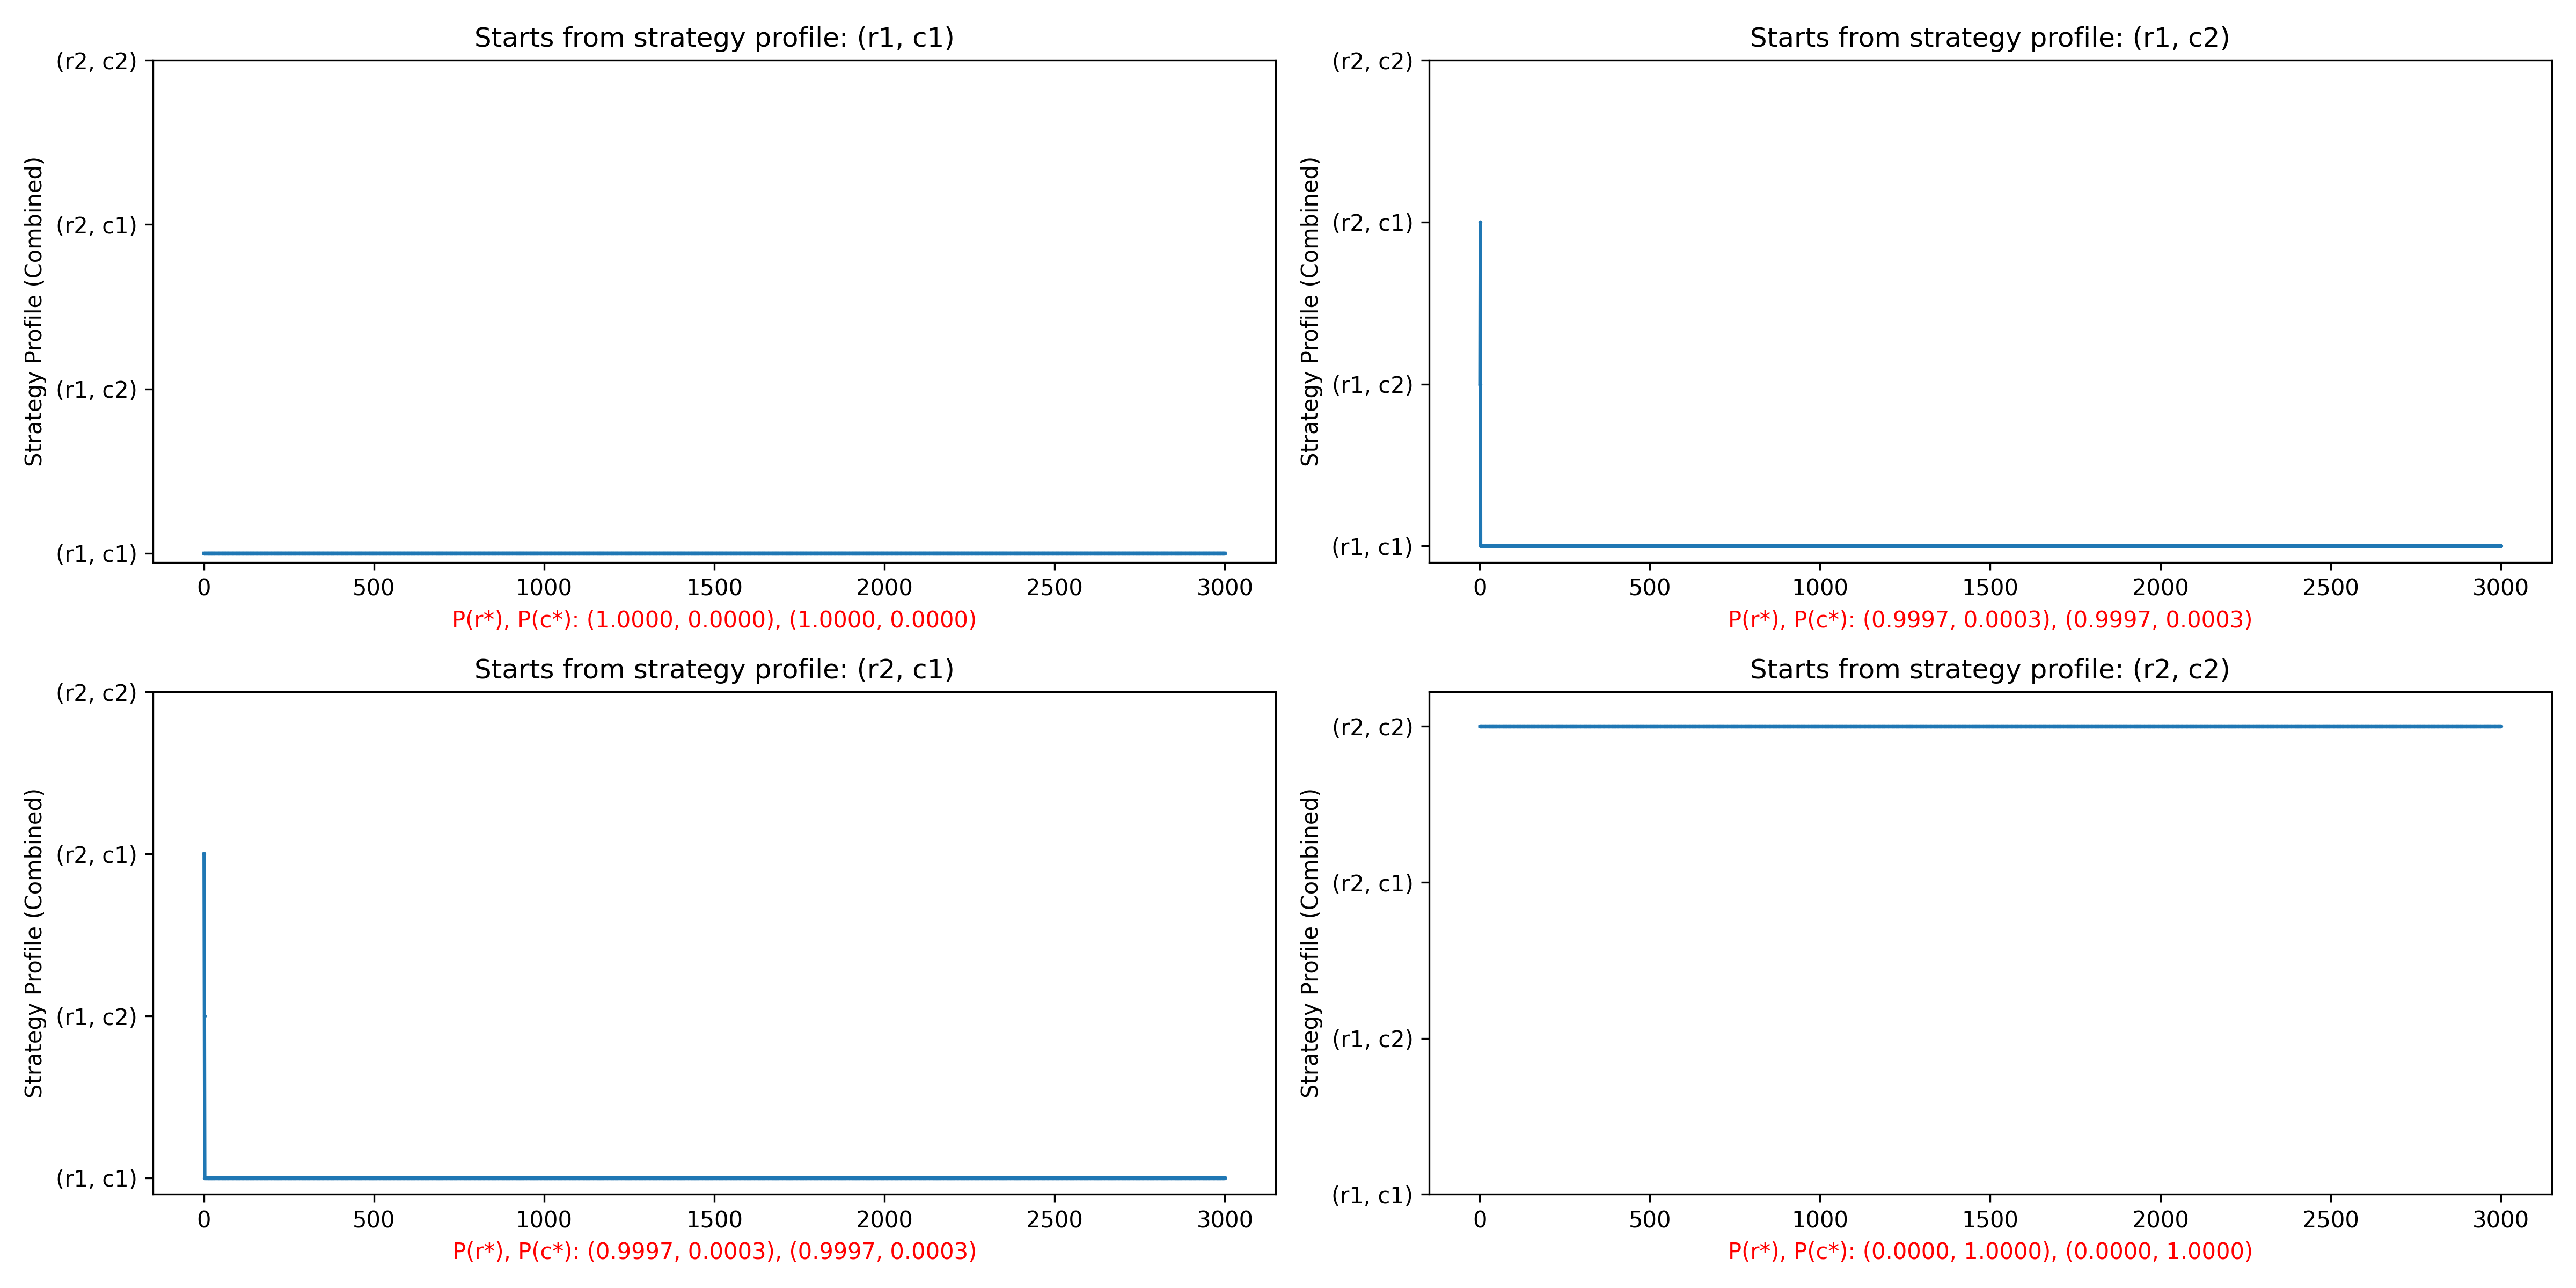 Starts from strategy profile: (r1, c1)
Strategy Profile (Combined)
(r2, c2)
(r2, c1)
(r1, c2)
(r1, c1)
0 500 1000 1500 2000 2500 3000
P(r*), P(c*): (1.0000, 0.0000), (1.0000, 0.0000)
Starts from strategy profile: (r1, c2)
Strategy Profile (Combined)
(r2, c2)
(r2, c1)
(r1, c2)
(r1, c1)
0 500 1000 1500 2000 2500 3000
P(r*), P(c*): (0.9997, 0.0003), (0.9997, 0.0003)
Starts from strategy profile: (r2, c1)
Strategy Profile (Combined)
(r2, c2)
(r2, c1)
(r1, c2)
(r1, c1)
0 500 1000 1500 2000 2500 3000
P(r*), P(c*): (0.9997, 0.0003), (0.9997, 0.0003)
Starts from strategy profile: (r2, c2)
Strategy Profile (Combined)
(r2, c2)
(r2, c1)
(r1, c2)
(r1, c1)
0 500 1000 1500 2000 2500 3000
P(r*), P(c*): (0.0000, 1.0000), (0.0000, 1.0000)